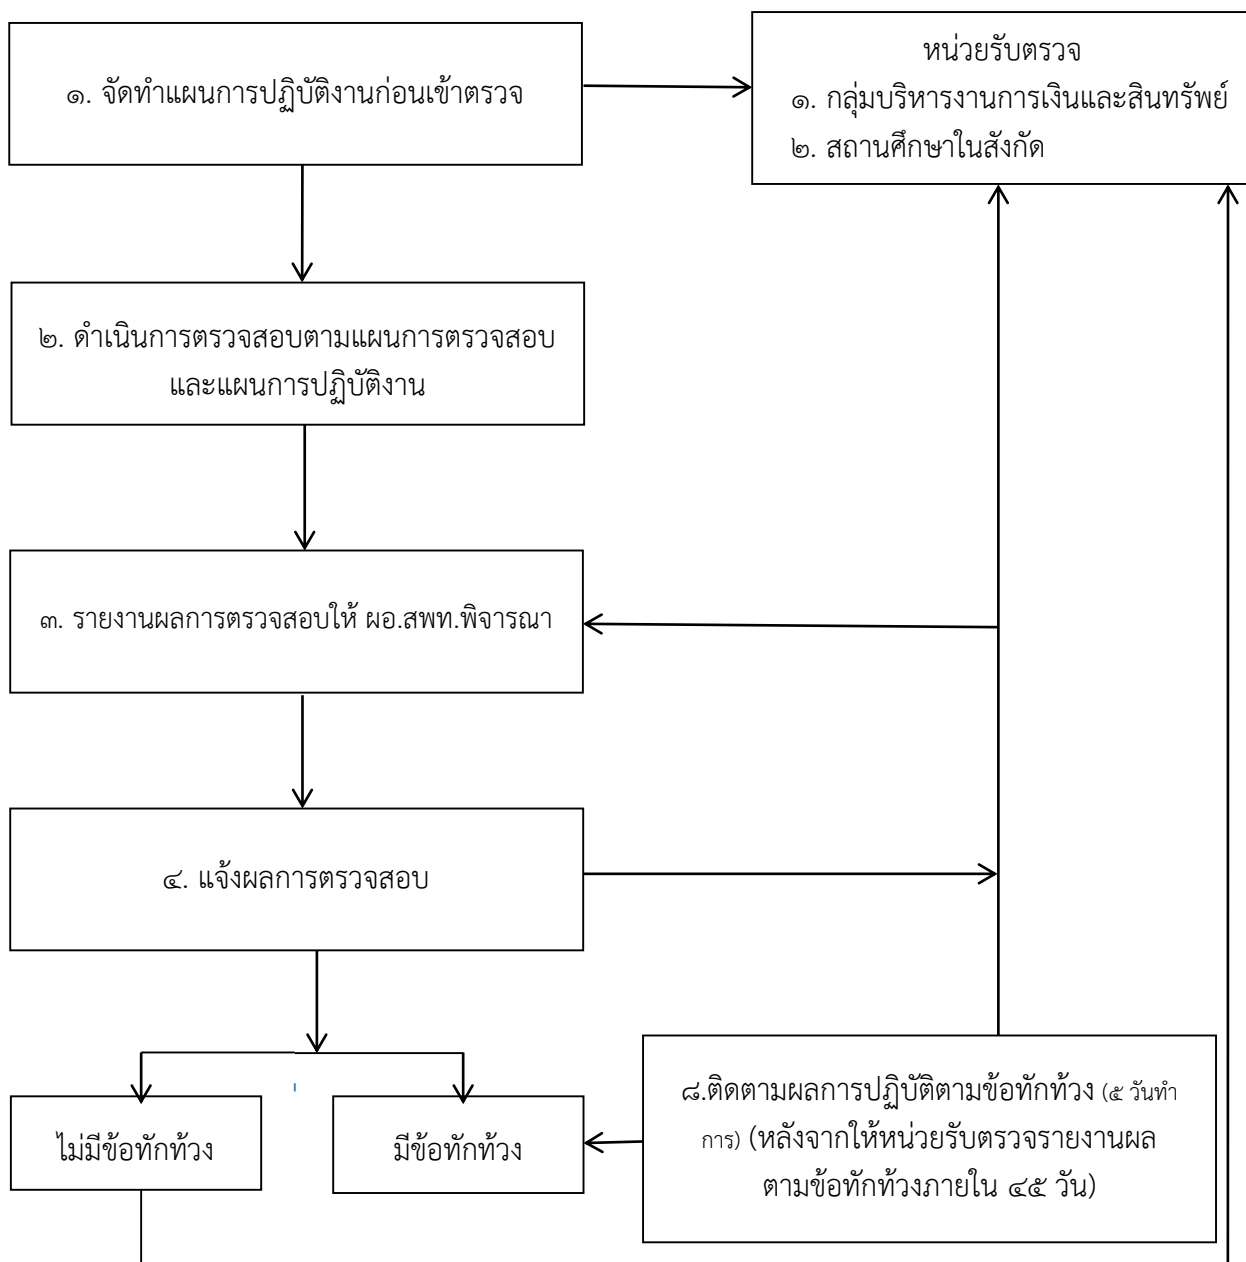 ๑. จัดทำแผนการปฏิบัติงานก่อนเข้าตรวจ
หน่วยรับตรวจ
๑. กลุ่มบริหารงานการเงินและสินทรัพย์
๒. สถานศึกษาในสังกัด
๒. ดำเนินการตรวจสอบตามแผนการตรวจสอบ
และแผนการปฏิบัติงาน
๓. รายงานผลการตรวจสอบให้ ผอ.สพท.พิจารณา
๔. แจ้งผลการตรวจสอบ
ไม่มีข้อทักท้วง
มีข้อทักท้วง
๘.ติดตามผลการปฏิบัติตามข้อทักท้วง (๕ วันทำ
การ) (หลังจากให้หน่วยรับตรวจรายงานผล
ตามข้อทักท้วงภายใน ๔๕ วัน)